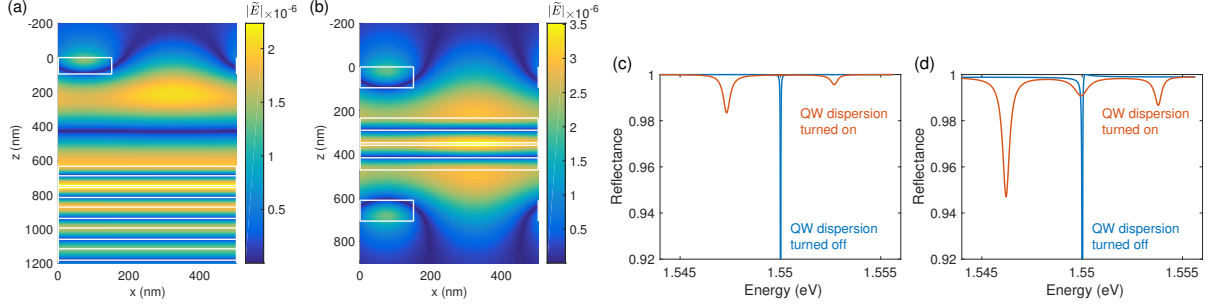 (a)
|Ẽ|×10⁻⁶
-200
0
200
400
600
800
1000
1200
z (nm)
0
200
400
x (nm)
2
1.5
1
0.5
(b)
|Ẽ|×10⁻⁶
-200
0
200
400
600
800
z (nm)
0
200
400
x (nm)
3.5
3
2.5
2
1.5
1
0.5
(c)
1
0.98
0.96
0.94
0.92
Reflectance
1.545
1.55
1.555
Energy (eV)
QW dispersion
turned on
QW dispersion
turned off
(d)
1
0.98
0.96
0.94
0.92
Reflectance
1.545
1.55
1.555
Energy (eV)
QW dispersion
turned on
QW dispersion
turned off